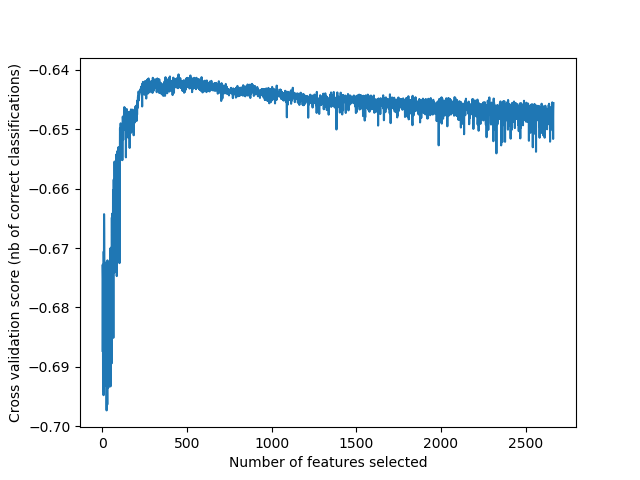 −0.64
−0.65
−0.66
−0.67
−0.68
−0.69
−0.70
Cross validation score (nb of correct classifications)
0 500 1000 1500 2000 2500
Number of features selected